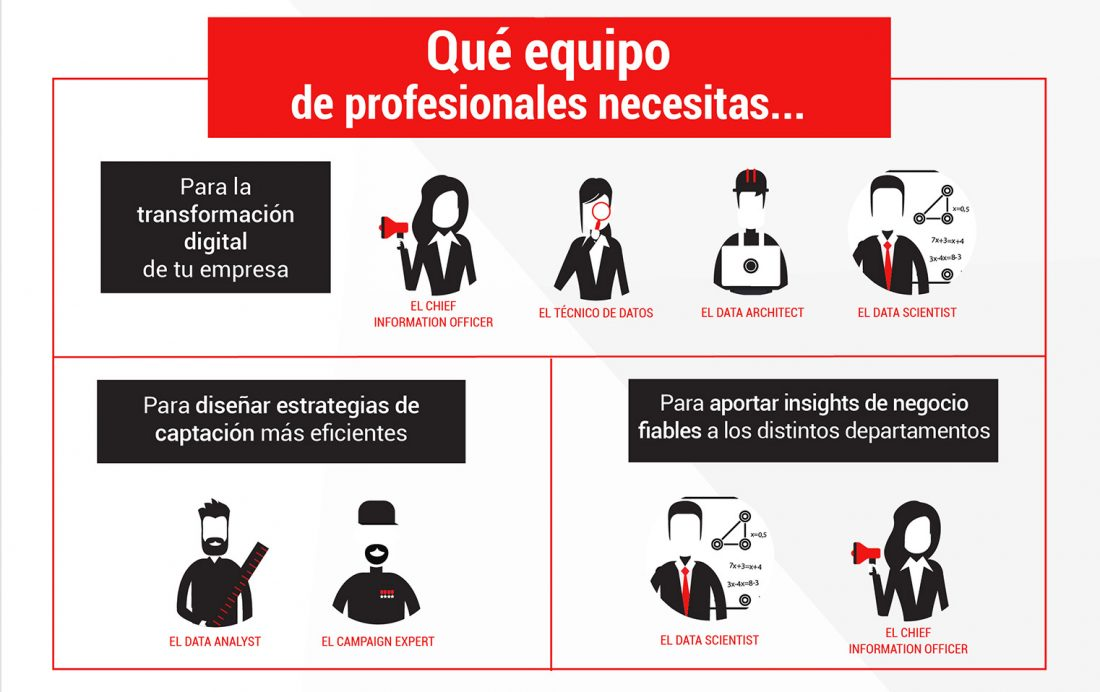 Qué equipo
de profesionales necesitas...
Para la
transformación
digital
de tu empresa
EL CHIEF
INFORMATION OFFICER
EL TÉCNICO DE DATOS
EL DATA ARCHITECT
x=0,5
7x+3=x+4
3x-4x=8-3
EL DATA SCIENTIST
Para diseñar estrategias de
captación más eficientes
EL DATA ANALYST
EL CAMPAIGN EXPERT
Para aportar insights de negocio
fiables a los distintos departamentos
x=0,5
7x+3=x+4
3x-4x=8-3
EL DATA SCIENTIST
EL CHIEF
INFORMATION OFFICER